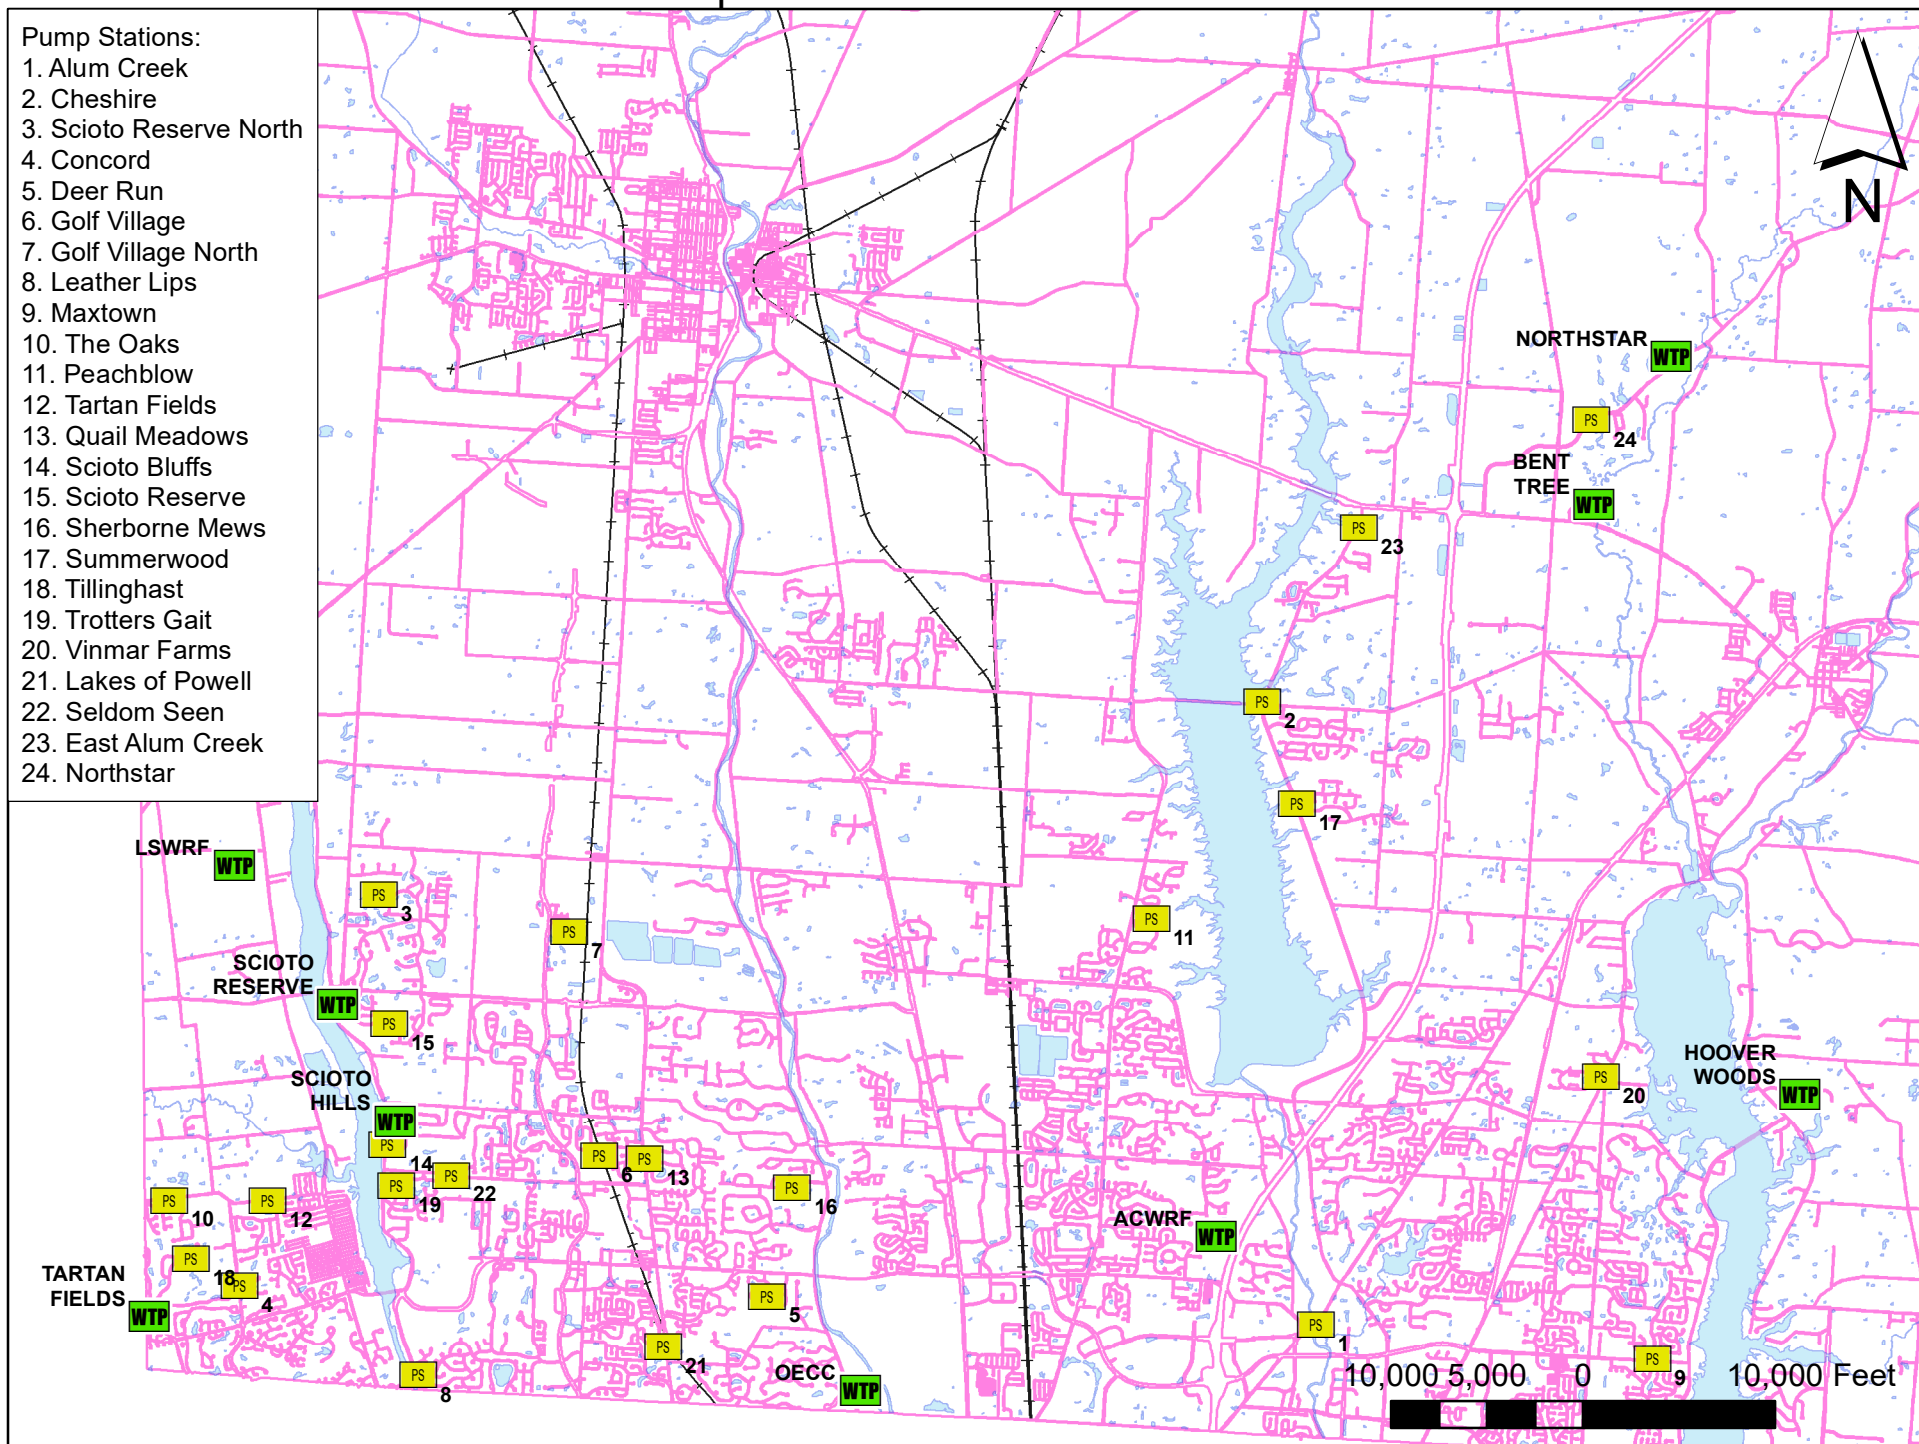 Pump Stations:
1. Alum Creek
2. Cheshire
3. Scioto Reserve North
4. Concord
5. Deer Run
6. Golf Village
7. Golf Village North
8. Leather Lips
9. Maxtown
10. The Oaks
11. Peachblow
12. Tartan Fields
13. Quail Meadows
14. Scioto Bluffs
15. Scioto Reserve
16. Sherborne Mews
17. Summerwood
18. Tillinghast
19. Trotters Gait
20. Vinmar Farms
21. Lakes of Powell
22. Seldom Seen
23. East Alum Creek
24. Northstar
N
NORTHSTAR
WTP
PS
24
BENT
TREE
WTP
PS
23
PS
2
PS
17
LSWRF
WTP
PS
3
PS
7
PS
11
SCIOTO
RESERVE
WTP
PS
15
SCIOTO
HILLS
WTP
PS
14
HOOVER
WOODS
WTP
PS
20
PS
6
PS
13
PS
22
PS
19
PS
16
PS
10
PS
12
ACWRF
WTP
PS
18
PS
4
TARTAN
FIELDS
WTP
PS
5
PS
1
PS
21
PS
9
PS
8
OECC
WTP
10,000 5,000 0 10,000 Feet